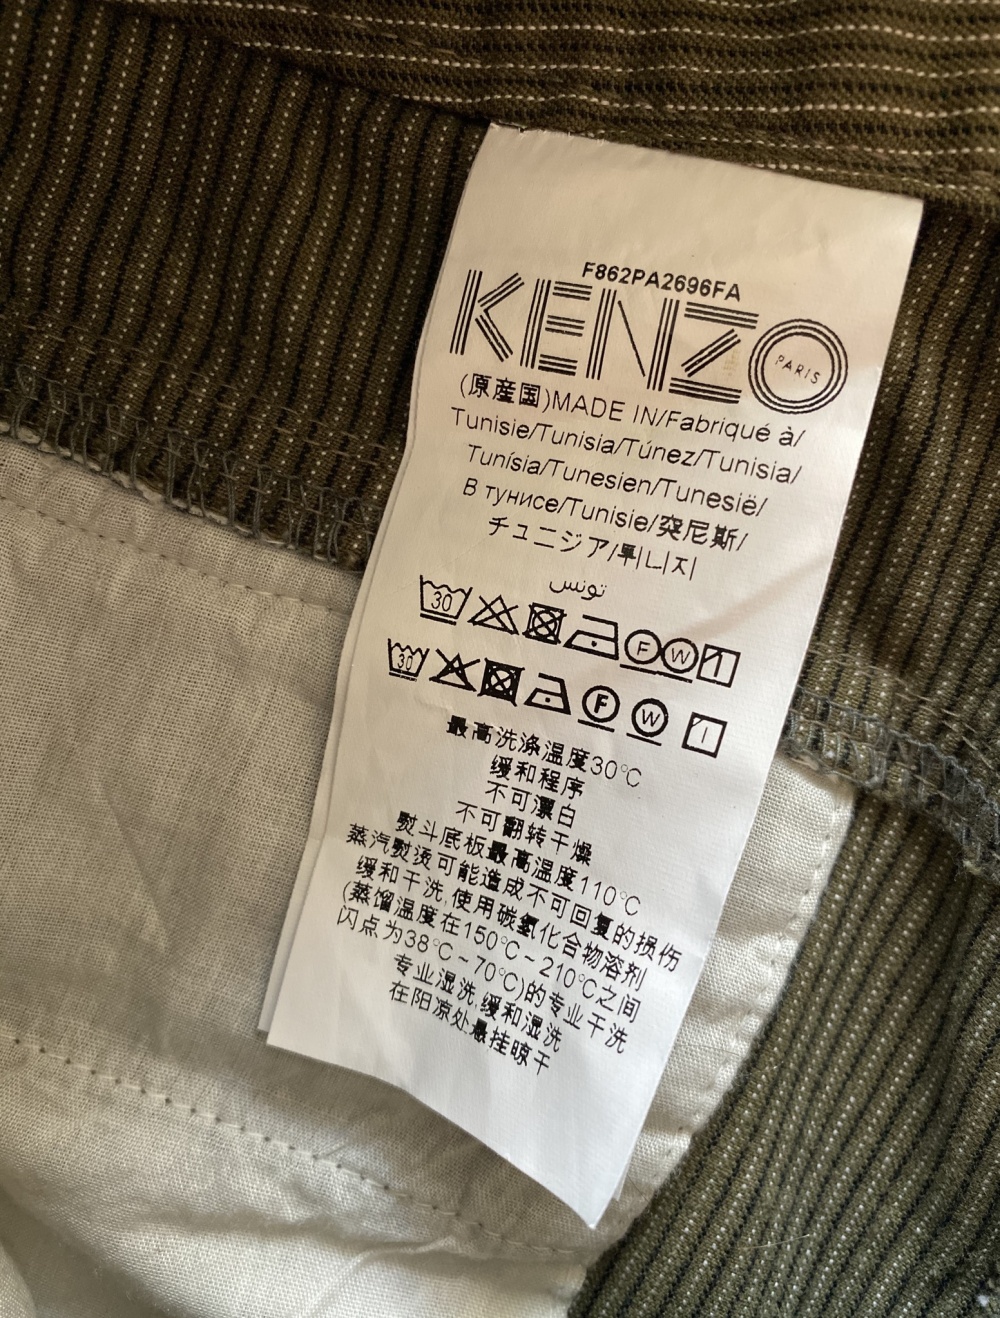 F862PA2696FA
KENZO
PARIS
(原産国)MADE IN/Fabriqué à/
Tunisie/Tunisia/Túnez/Tunisia/
Tunísia/Tunesien/Tunesië/
В тунисе/Tunisie/突尼斯/
チュニジア/튀니지
تونس
30 F W
30 F W
最高洗涤温度30°C
缓和程序
不可漂白
不可翻转干燥
熨斗底板最高温度110°C
蒸汽熨烫可能造成不可回复的损伤
缓和干洗,使用碳氢化合物溶剂
(蒸馏温度在150°C~210°C之间
闪点为38°C~70°C)的专业干洗
专业湿洗,缓和湿洗
在阳凉处悬挂晾干